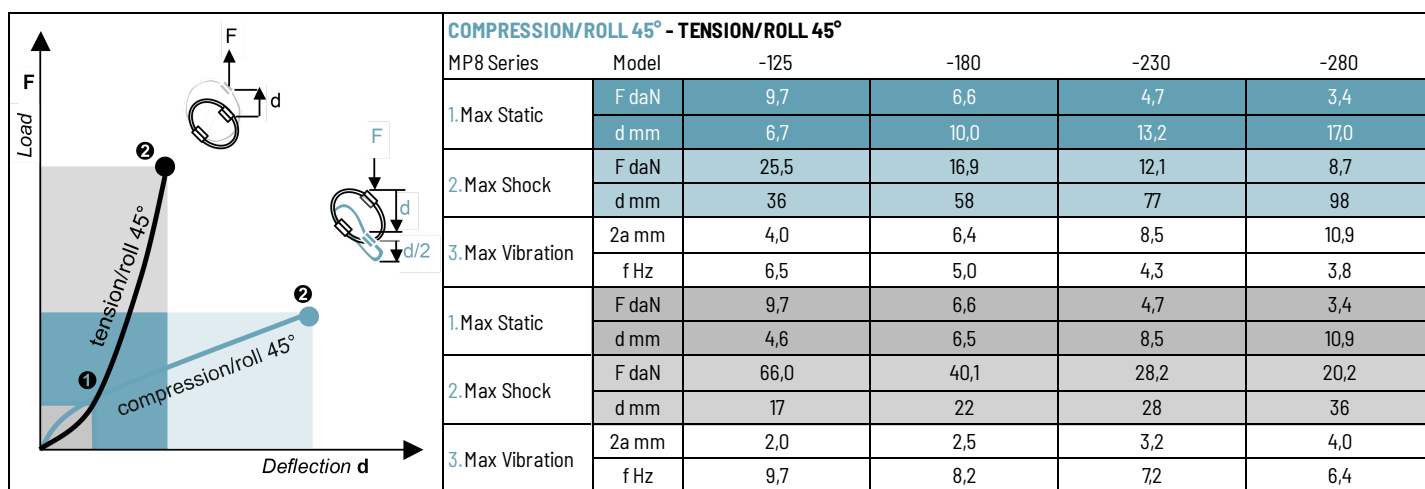 F
Load
F
d
❷
F
d
d/2
❷
tension/roll 45°
❶
compression/roll 45°
Deflection d
COMPRESSION/ROLL 45° - TENSION/ROLL 45°
MP8 Series Model -125 -180 -230 -280
1.Max Static
F daN 9,7 6,6 4,7 3,4
d mm 6,7 10,0 13,2 17,0
2.Max Shock
F daN 25,5 16,9 12,1 8,7
d mm 36 58 77 98
3.Max Vibration
2a mm 4,0 6,4 8,5 10,9
f Hz 6,5 5,0 4,3 3,8
1.Max Static
F daN 9,7 6,6 4,7 3,4
d mm 4,6 6,5 8,5 10,9
2.Max Shock
F daN 66,0 40,1 28,2 20,2
d mm 17 22 28 36
3.Max Vibration
2a mm 2,0 2,5 3,2 4,0
f Hz 9,7 8,2 7,2 6,4